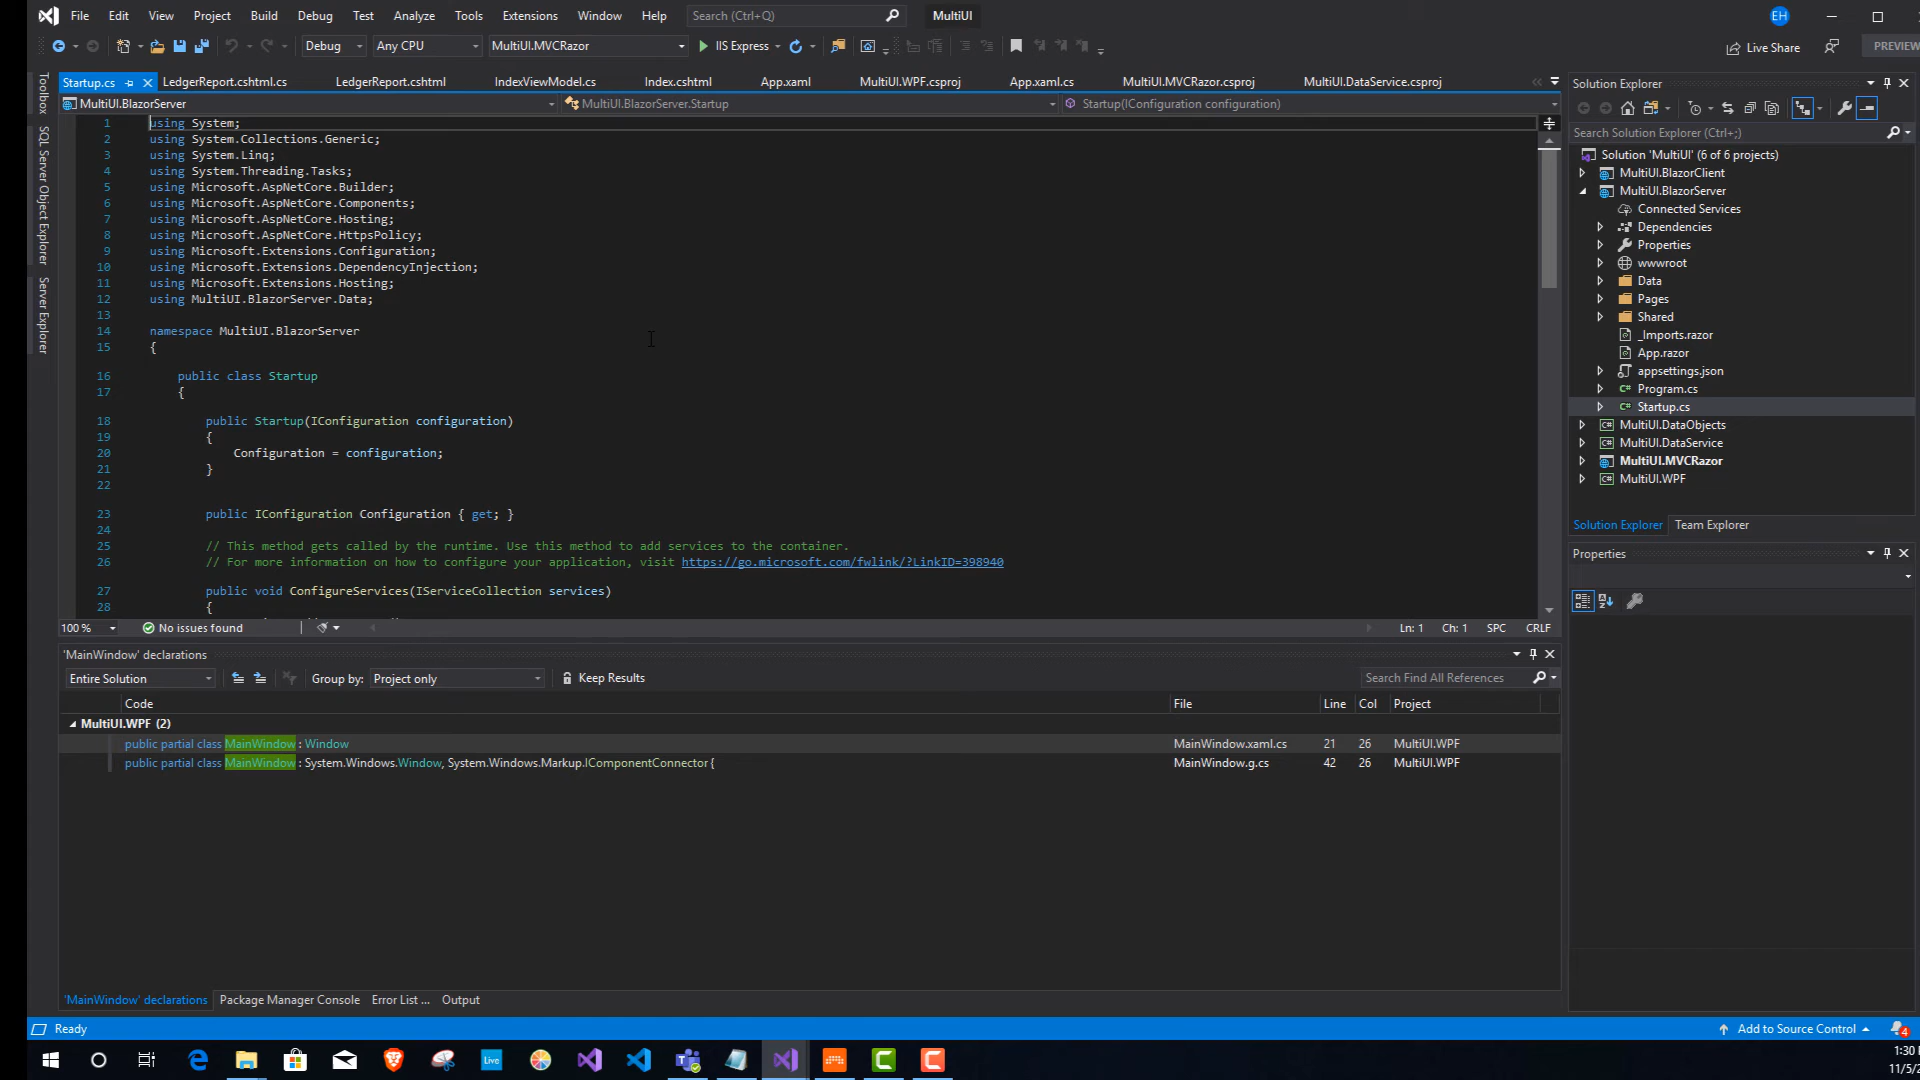 File Edit View Project Build Debug Test Analyze Tools Extensions Window Help Search (Ctrl+Q) MultiUI EH
Debug Any CPU MultiUI.MVCRazor IIS Express Live Share PREVIEW
Toolbox
SQL Server Object Explorer
Server Explorer
Startup.cs LedgerReport.cshtml.cs LedgerReport.cshtml IndexViewModel.cs Index.cshtml App.xaml MultiUI.WPF.csproj App.xaml.cs MultiUI.MVCRazor.csproj MultiUI.DataService.csproj
MultiUI.BlazorServer MultiUI.BlazorServer.Startup Startup(IConfiguration configuration)
1 using System;
2 using System.Collections.Generic;
3 using System.Linq;
4 using System.Threading.Tasks;
5 using Microsoft.AspNetCore.Builder;
6 using Microsoft.AspNetCore.Components;
7 using Microsoft.AspNetCore.Hosting;
8 using Microsoft.AspNetCore.HttpsPolicy;
9 using Microsoft.Extensions.Configuration;
10 using Microsoft.Extensions.DependencyInjection;
11 using Microsoft.Extensions.Hosting;
12 using MultiUI.BlazorServer.Data;
13
14 namespace MultiUI.BlazorServer
15 {
16 public class Startup
17 {
18 public Startup(IConfiguration configuration)
19 {
20 Configuration = configuration;
21 }
22
23 public IConfiguration Configuration { get; }
24
25 // This method gets called by the runtime. Use this method to add services to the container.
26 // For more information on how to configure your application, visit https://go.microsoft.com/fwlink/?LinkID=398940
27 public void ConfigureServices(IServiceCollection services)
28 {
100 % No issues found Ln: 1 Ch: 1 SPC CRLF
'MainWindow' declarations
Entire Solution Group by: Project only Keep Results Search Find All References
Code File Line Col Project
MultiUI.WPF (2)
public partial class MainWindow : Window MainWindow.xaml.cs 21 26 MultiUI.WPF
public partial class MainWindow : System.Windows.Window, System.Windows.Markup.IComponentConnector { MainWindow.g.cs 42 26 MultiUI.WPF
'MainWindow' declarations Package Manager Console Error List ... Output
Solution Explorer
Search Solution Explorer (Ctrl+;)
Solution 'MultiUI' (6 of 6 projects)
MultiUI.BlazorClient
MultiUI.BlazorServer
Connected Services
Dependencies
Properties
wwwroot
Data
Pages
Shared
_Imports.razor
App.razor
appsettings.json
C# Program.cs
C# Startup.cs
C# MultiUI.DataObjects
C# MultiUI.DataService
MultiUI.MVCRazor
C# MultiUI.WPF
Solution Explorer Team Explorer
Properties
Ready Add to Source Control 4
Live
1:30
11/5/2